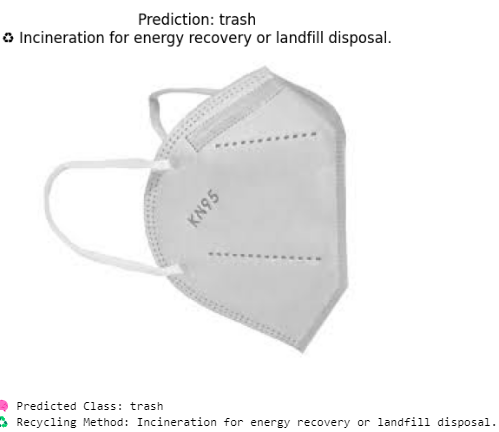 Prediction: trash
♻ Incineration for energy recovery or landfill disposal.
KN95
Predicted Class: trash
Recycling Method: Incineration for energy recovery or landfill disposal.